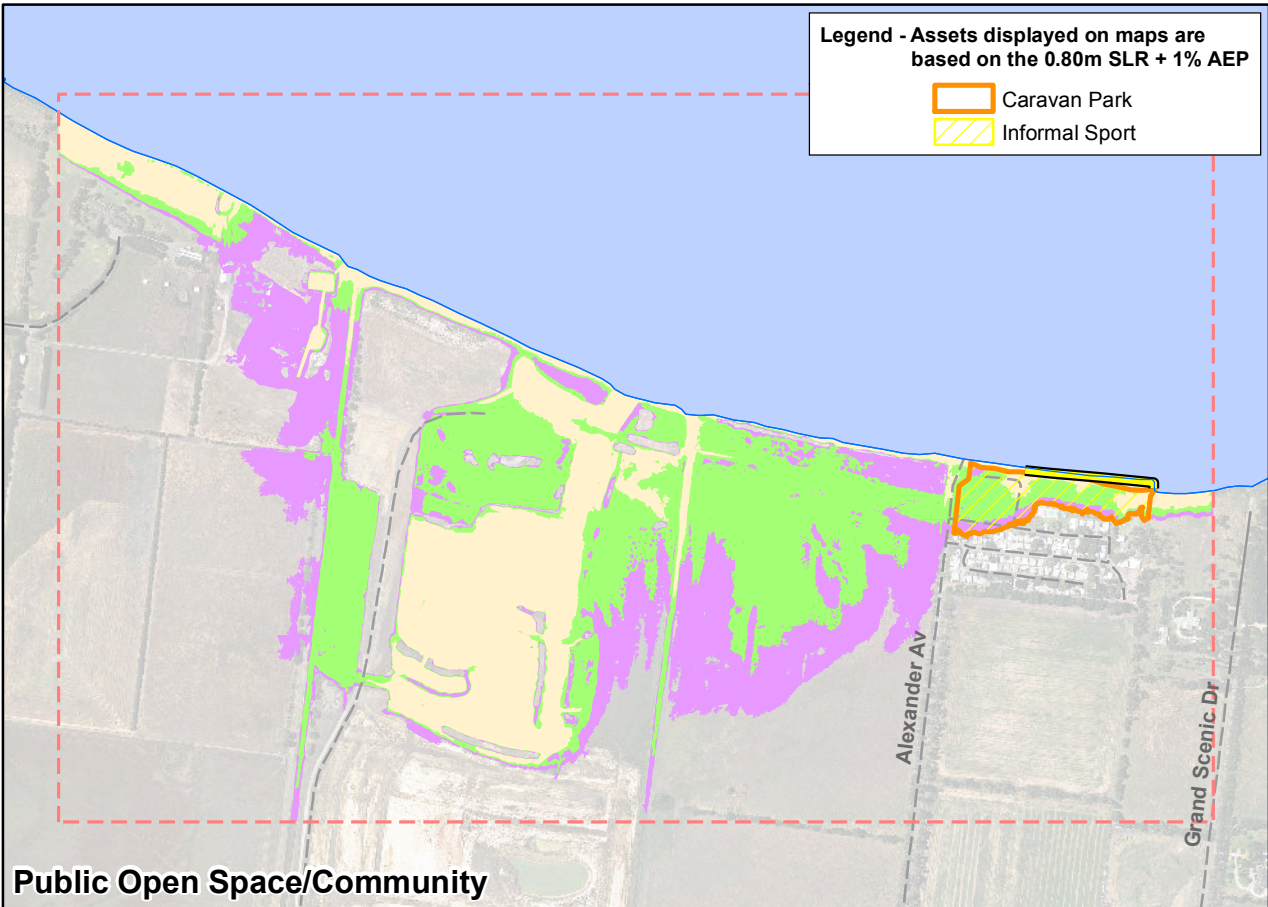 Legend - Assets displayed on maps are
based on the 0.80m SLR + 1% AEP
Caravan Park
Informal Sport
Alexander Av
Grand Scenic Dr
Public Open Space/Community